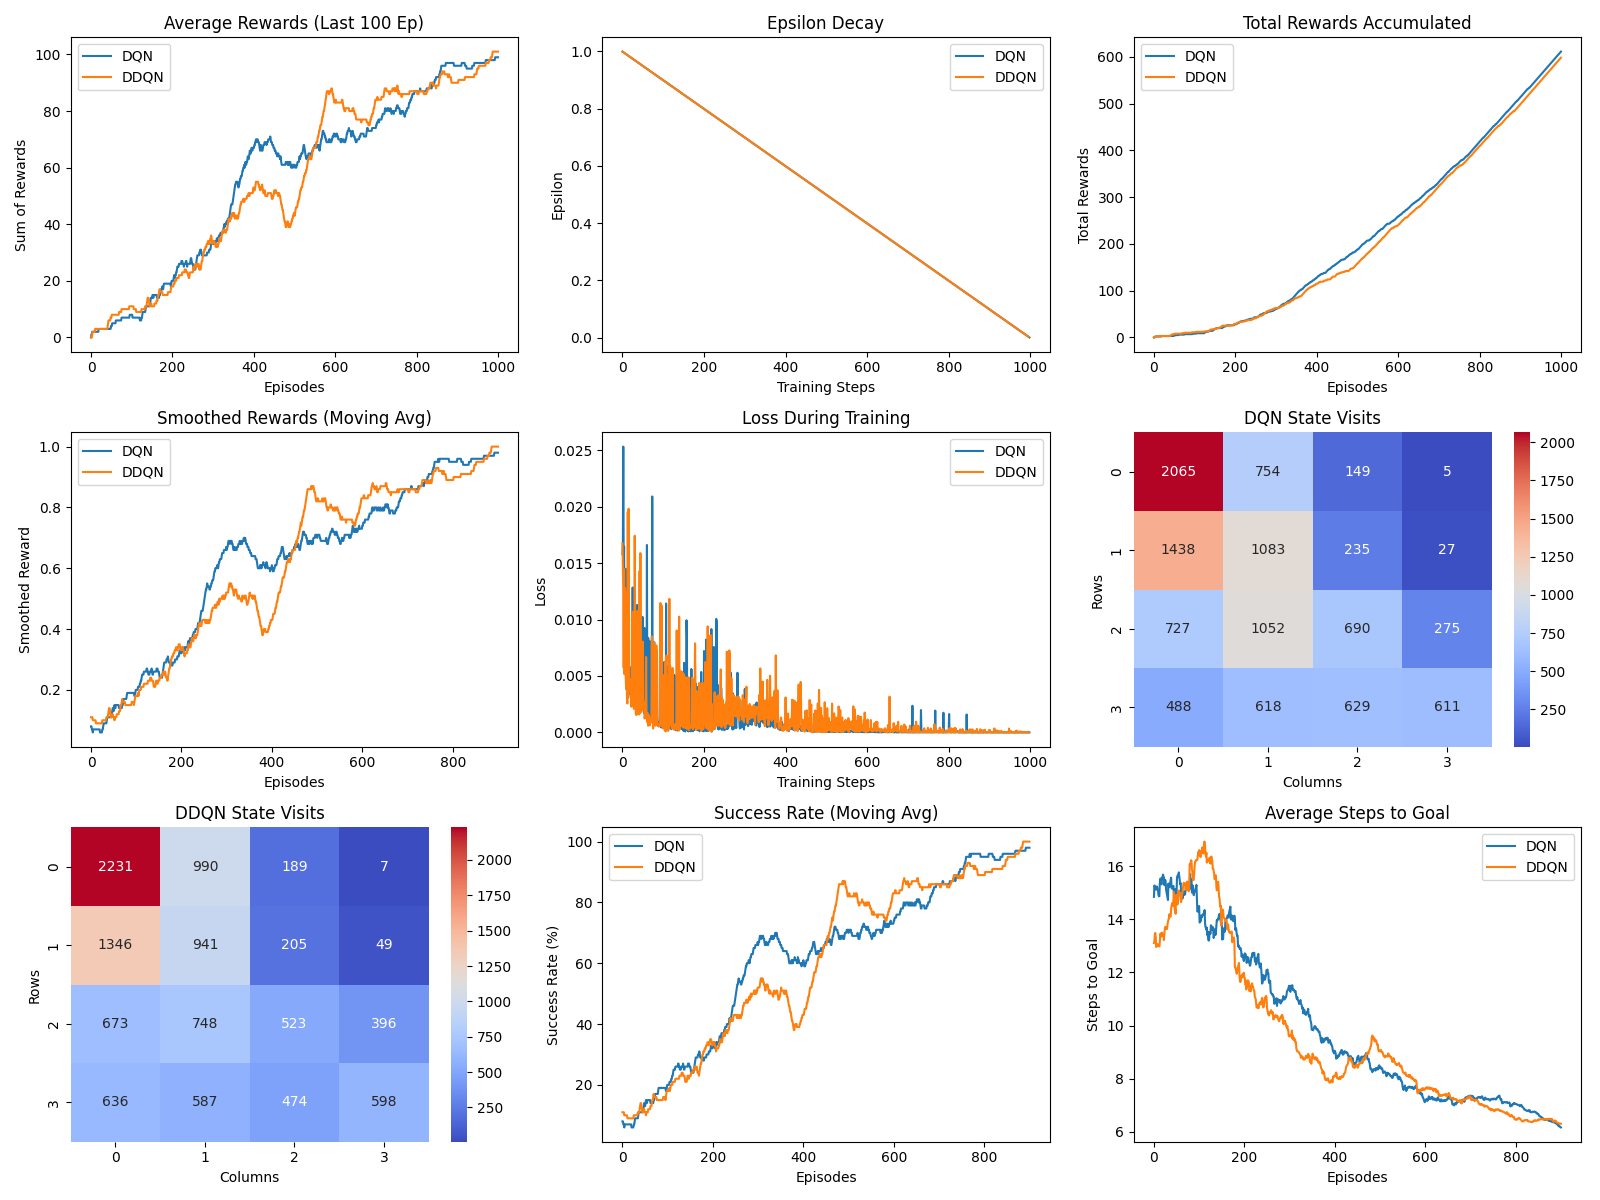 Average Rewards (Last 100 Ep)
DQN
DDQN
100
80
60
40
20
0
Sum of Rewards
0 200 400 600 800 1000
Episodes
Epsilon Decay
DQN
DDQN
1.0
0.8
0.6
0.4
0.2
0.0
Epsilon
0 200 400 600 800 1000
Training Steps
Total Rewards Accumulated
DQN
DDQN
600
500
400
300
200
100
0
Total Rewards
0 200 400 600 800 1000
Episodes
Smoothed Rewards (Moving Avg)
DQN
DDQN
1.0
0.8
0.6
0.4
0.2
Smoothed Reward
0 200 400 600 800
Episodes
Loss During Training
DQN
DDQN
0.025
0.020
0.015
0.010
0.005
0.000
Loss
0 200 400 600 800 1000
Training Steps
DQN State Visits
Rows
0 2065 754 149 5
1 1438 1083 235 27
2 727 1052 690 275
3 488 618 629 611
0 1 2 3
Columns
2000
1750
1500
1250
1000
750
500
250
DDQN State Visits
Rows
0 2231 990 189 7
1 1346 941 205 49
2 673 748 523 396
3 636 587 474 598
0 1 2 3
Columns
2000
1750
1500
1250
1000
750
500
250
Success Rate (Moving Avg)
DQN
DDQN
100
80
60
40
20
Success Rate (%)
0 200 400 600 800
Episodes
Average Steps to Goal
DQN
DDQN
16
14
12
10
8
6
Steps to Goal
0 200 400 600 800
Episodes